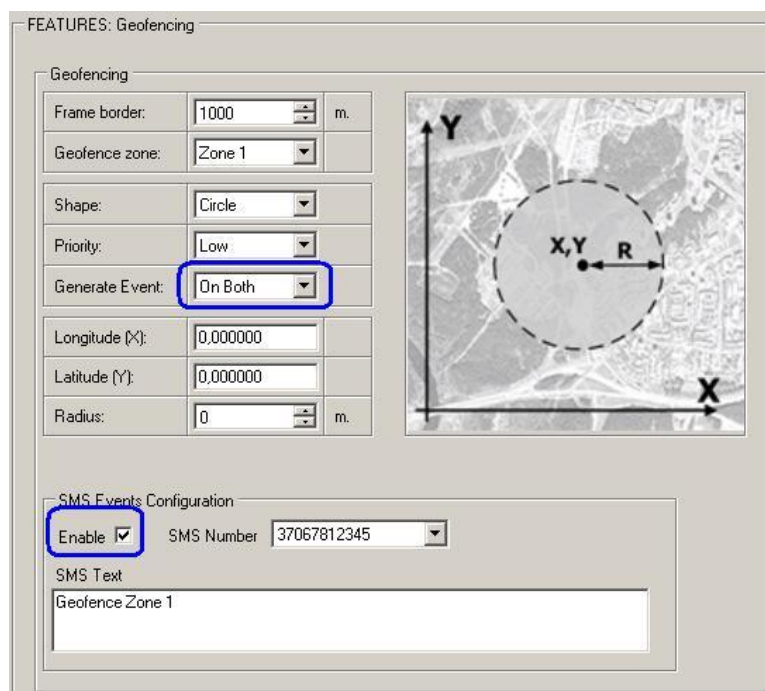 FEATURES: Geofencing
Geofencing
Frame border: 1000 m.
Geofence zone: Zone 1
Shape: Circle
Priority: Low
Generate Event: On Both
Longitude (X): 0,000000
Latitude (Y): 0,000000
Radius: 0 m.
Y
X,Y R
X
SMS Events Configuration
Enable SMS Number 37067812345
SMS Text
Geofence Zone 1